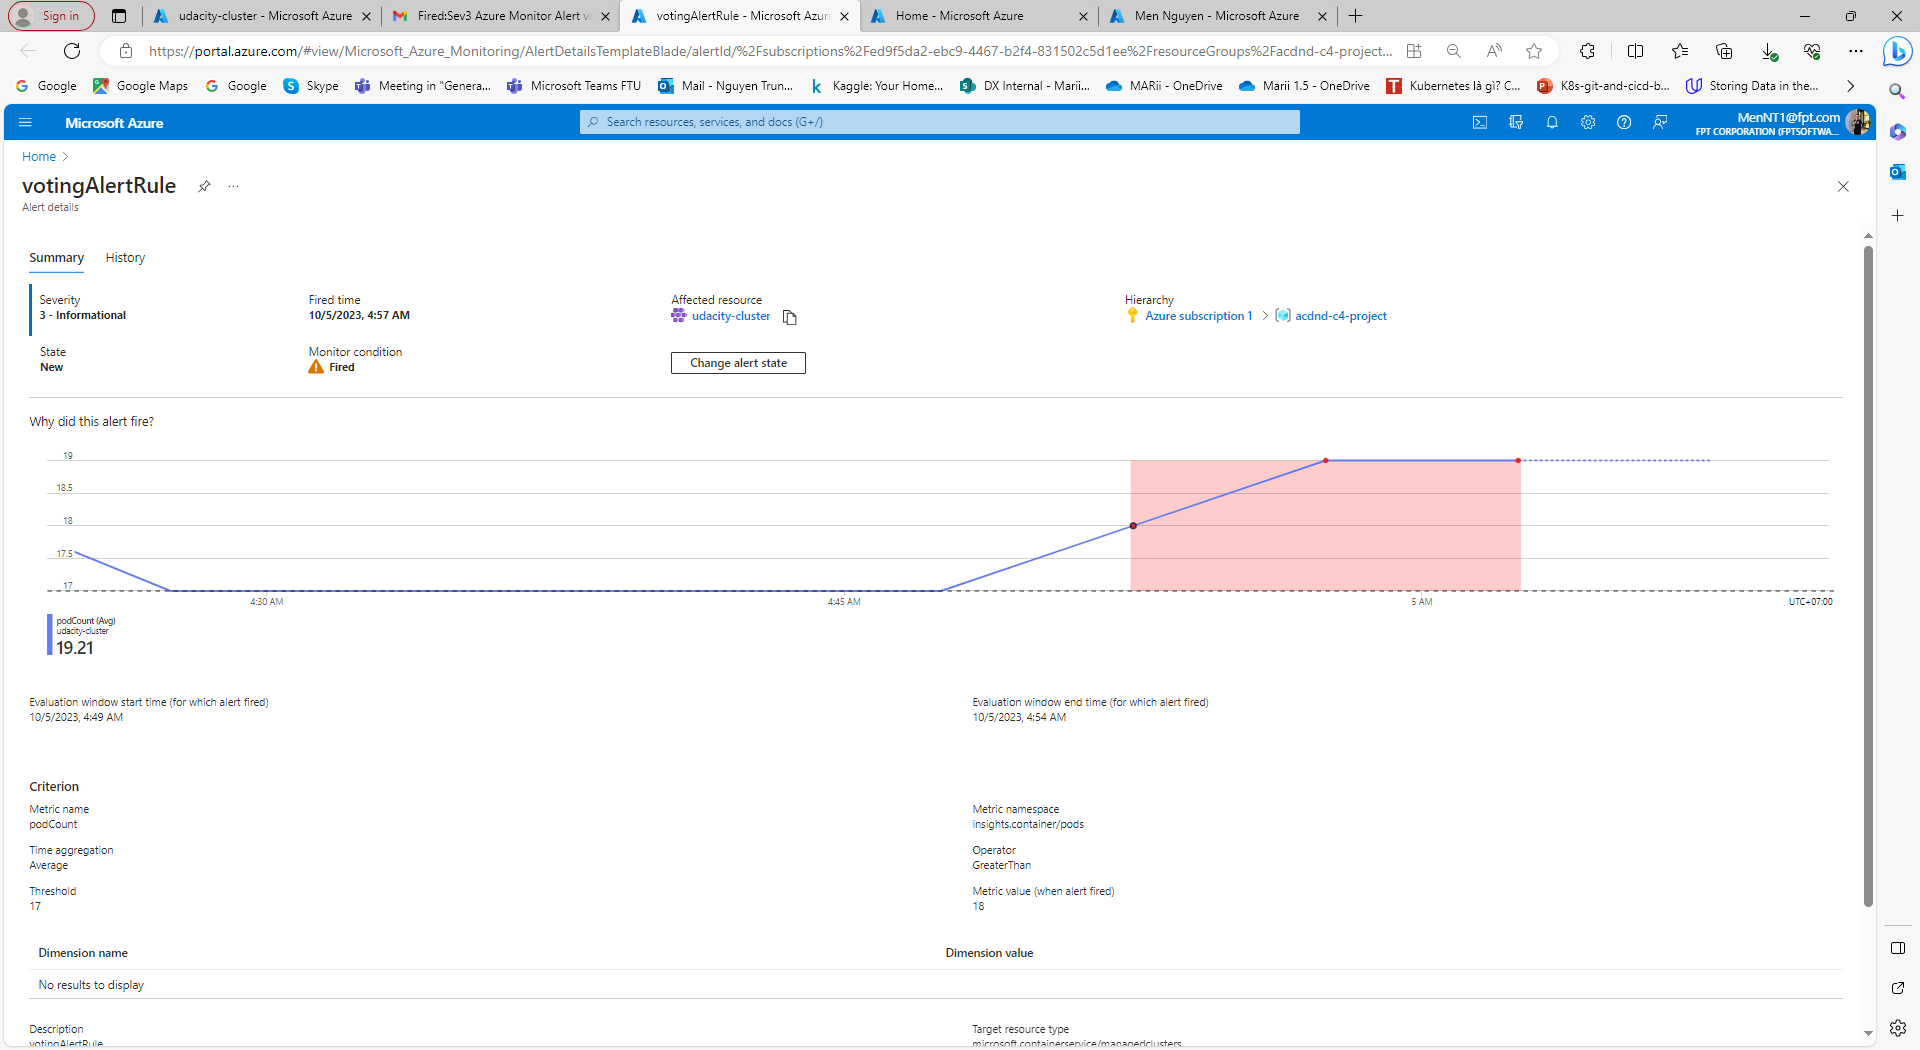 Sign in
udacity-cluster - Microsoft Azure
Fired:Sev3 Azure Monitor Alert v
votingAlertRule - Microsoft Azure
Home - Microsoft Azure
Men Nguyen - Microsoft Azure
https://portal.azure.com/#view/Microsoft_Azure_Monitoring/AlertDetailsTemplateBlade/alertId/%2Fsubscriptions%2Fed9f5da2-ebc9-4467-b2f4-831502c5d1ee%2FresourceGroups%2Facdnd-c4-project...
Google
Google Maps
Google
Skype
Meeting in "Genera...
Microsoft Teams FTU
Mail - Nguyen Trun...
Kaggle: Your Home...
DX Internal - Marii...
MARii - OneDrive
Marii 1.5 - OneDrive
Kubernetes là gì? C...
K8s-git-and-cicd-b...
Storing Data in the...
Microsoft Azure
Search resources, services, and docs (G+/)
MenNT1@fpt.com
FPT CORPORATION (FPTSOFTWA...
Home
votingAlertRule
Alert details
Summary
History
Severity
3 - Informational
Fired time
10/5/2023, 4:57 AM
Affected resource
udacity-cluster
Hierarchy
Azure subscription 1 > acdnd-c4-project
State
New
Monitor condition
Fired
Change alert state
Why did this alert fire?
19
18.5
18
17.5
17
4:30 AM
4:45 AM
5 AM
UTC+07:00
podCount (Avg)
udacity-cluster
19.21
Evaluation window start time (for which alert fired)
10/5/2023, 4:49 AM
Evaluation window end time (for which alert fired)
10/5/2023, 4:54 AM
Criterion
Metric name
podCount
Metric namespace
insights.container/pods
Time aggregation
Average
Operator
GreaterThan
Threshold
17
Metric value (when alert fired)
18
Dimension name
Dimension value
No results to display
Description
votingAlertRule
Target resource type
microsoft.containerservice/managedclusters